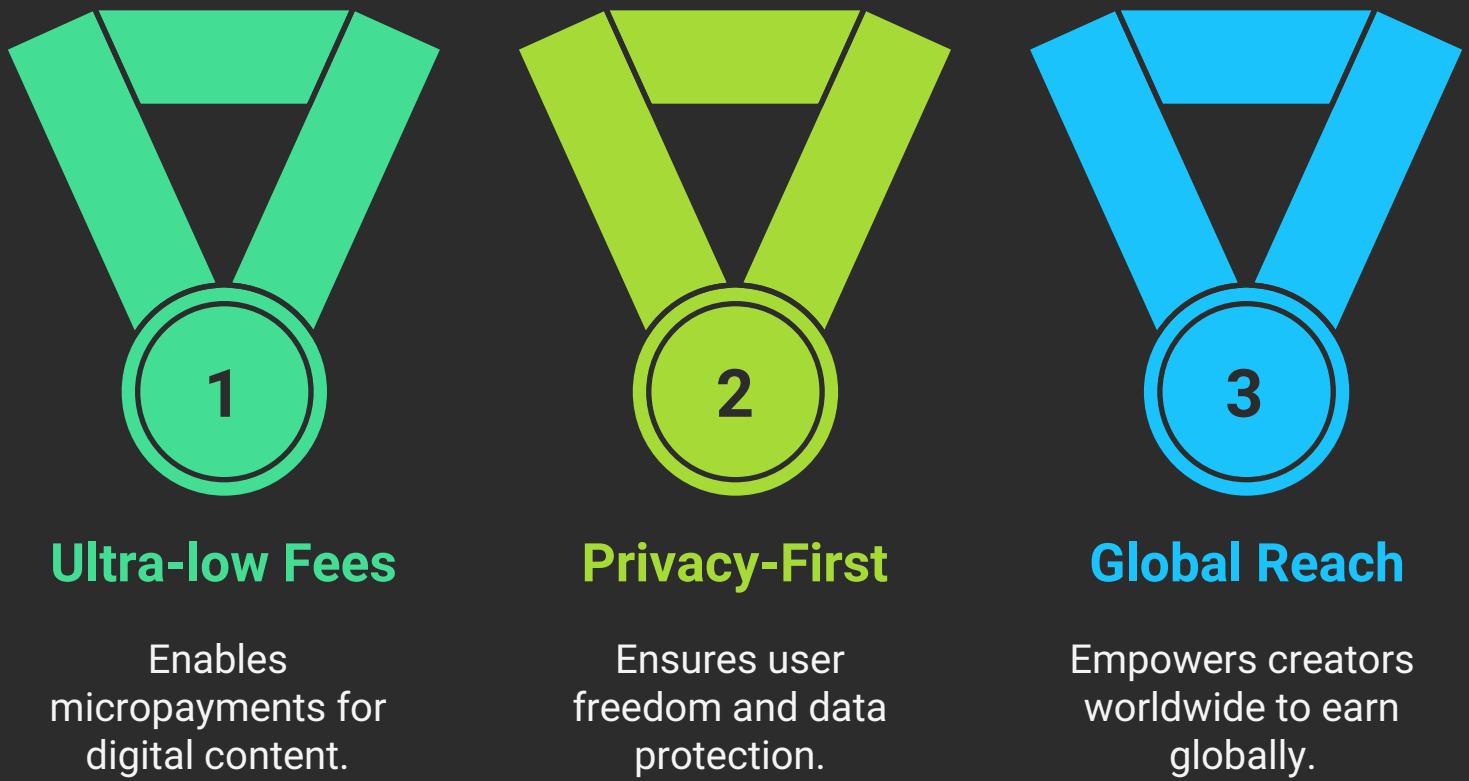 1
2
3
Ultra-low Fees
Privacy-First
Global Reach
Enables
micropayments for
digital content.
Ensures user
freedom and data
protection.
Empowers creators
worldwide to earn
globally.